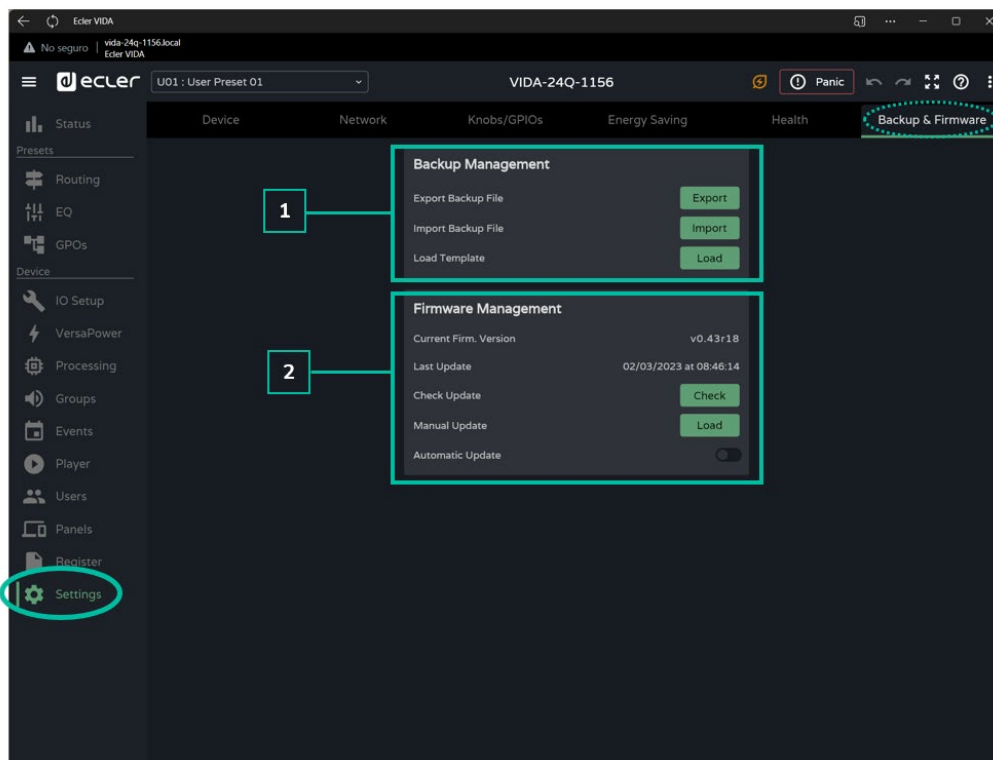 Ecler VIDA
No seguro
vida-24q-1156.local
Ecler VIDA
ecler
U01 : User Preset 01
VIDA-24Q-1156
Panic
Status
Device
Network
Knobs/GPIOs
Energy Saving
Health
Backup & Firmware
Presets
Routing
EQ
GPOs
Device
IO Setup
VersaPower
Processing
Groups
Events
Player
Users
Panels
Register
Settings
1
Backup Management
Export Backup File Export
Import Backup File Import
Load Template Load
2
Firmware Management
Current Firm. Version v0.43r18
Last Update 02/03/2023 at 08:46:14
Check Update Check
Manual Update Load
Automatic Update